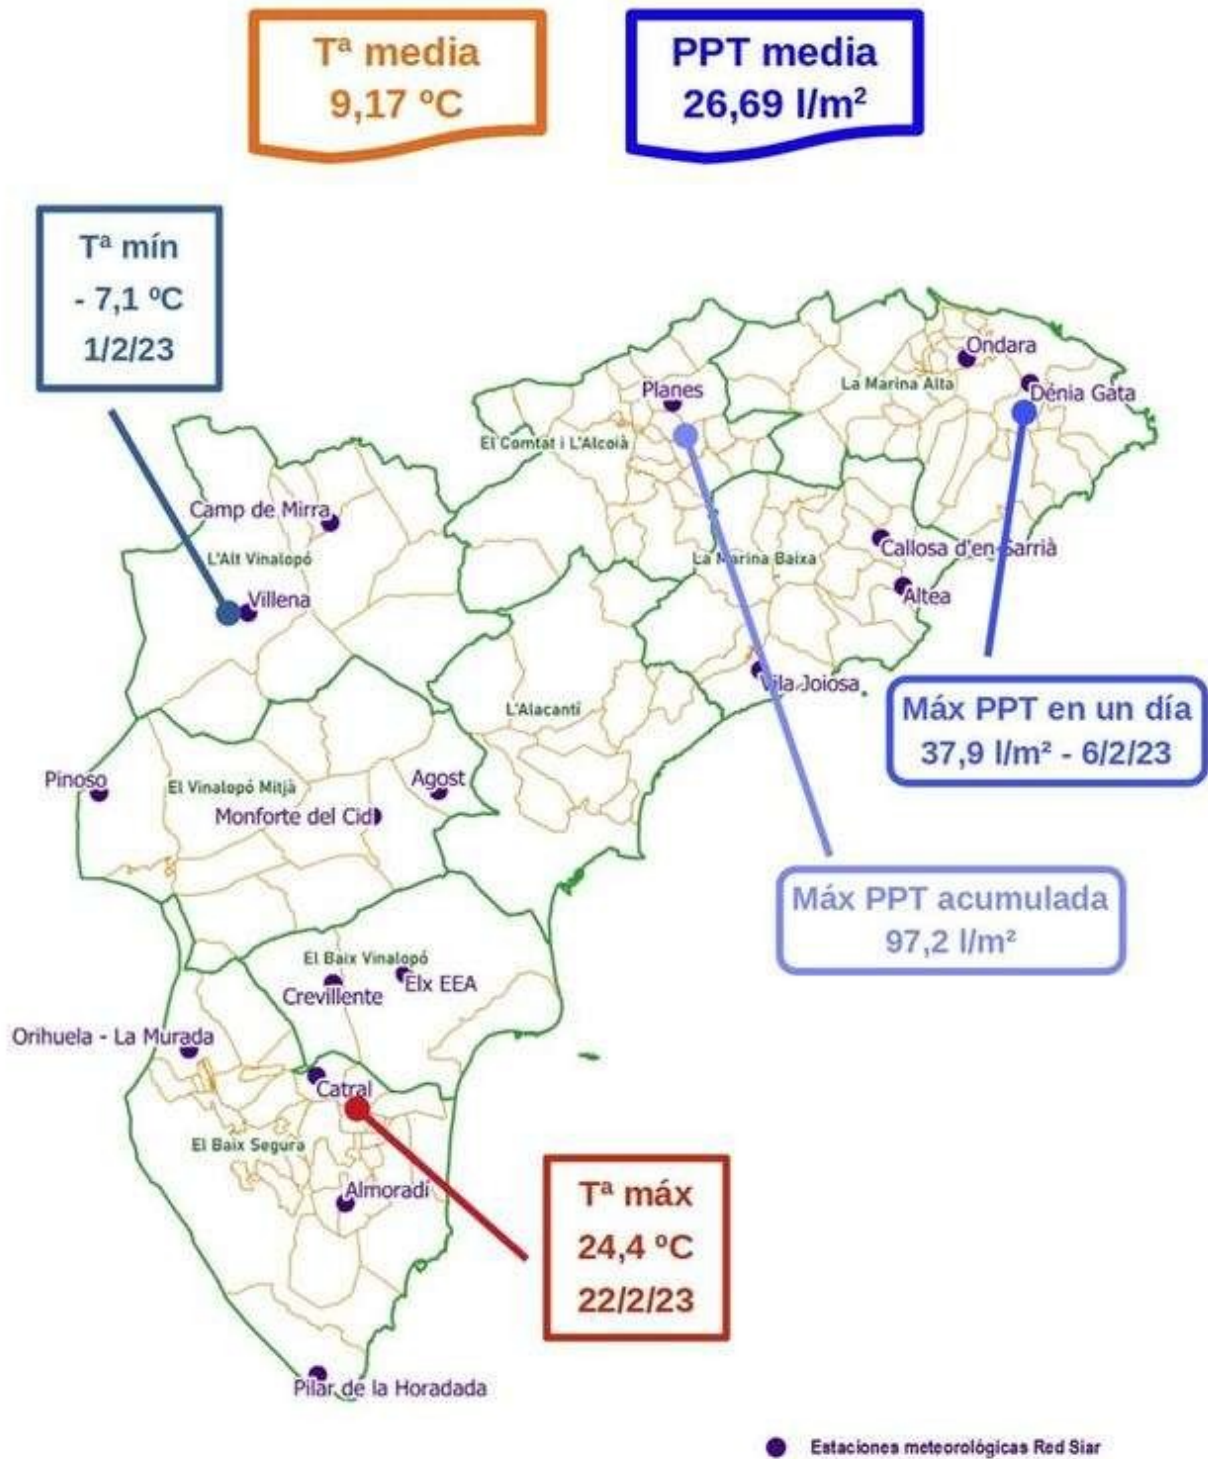 Tª media
9,17 ºC
PPT media
26,69 l/m²
Tª mín
- 7,1 ºC
1/2/23
Ondara
La Marina Alta
Dénia Gata
Planes
El Comtat i L'Alcoià
Camp de Mirra
L'Alt Vinalopó
Callosa d'en Sarrià
La Marina Baixa
Altea
Villena
Vila Joiosa
L'Alacantí
Máx PPT en un día
37,9 l/m² - 6/2/23
Pinoso
El Vinalopó Mitjà
Agost
Monforte del Cid
Máx PPT acumulada
97,2 l/m²
El Baix Vinalopó
Elx EEA
Crevillente
Orihuela - La Murada
Catral
El Baix Segura
Almoradí
Tª máx
24,4 ºC
22/2/23
Pilar de la Horadada
Estaciones meteorológicas Red Siar